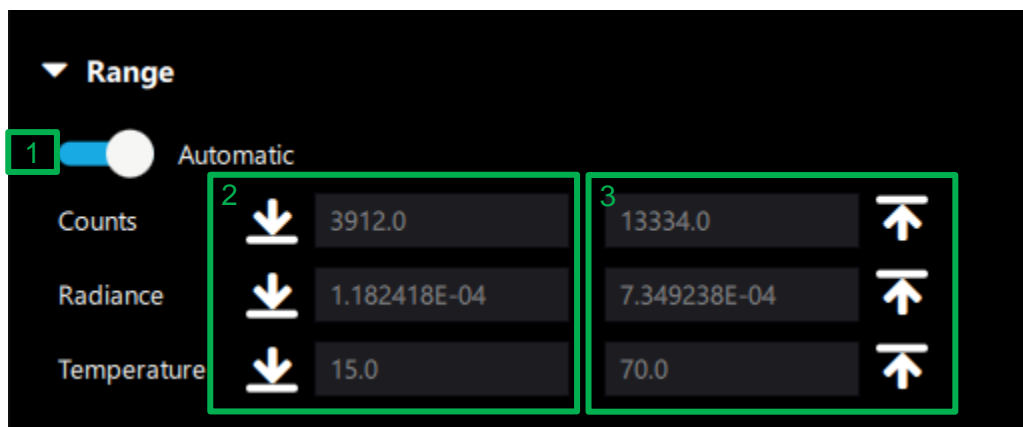 Range
1 Automatic
2 3
Counts 3912.0 13334.0
Radiance 1.182418E-04 7.349238E-04
Temperature 15.0 70.0